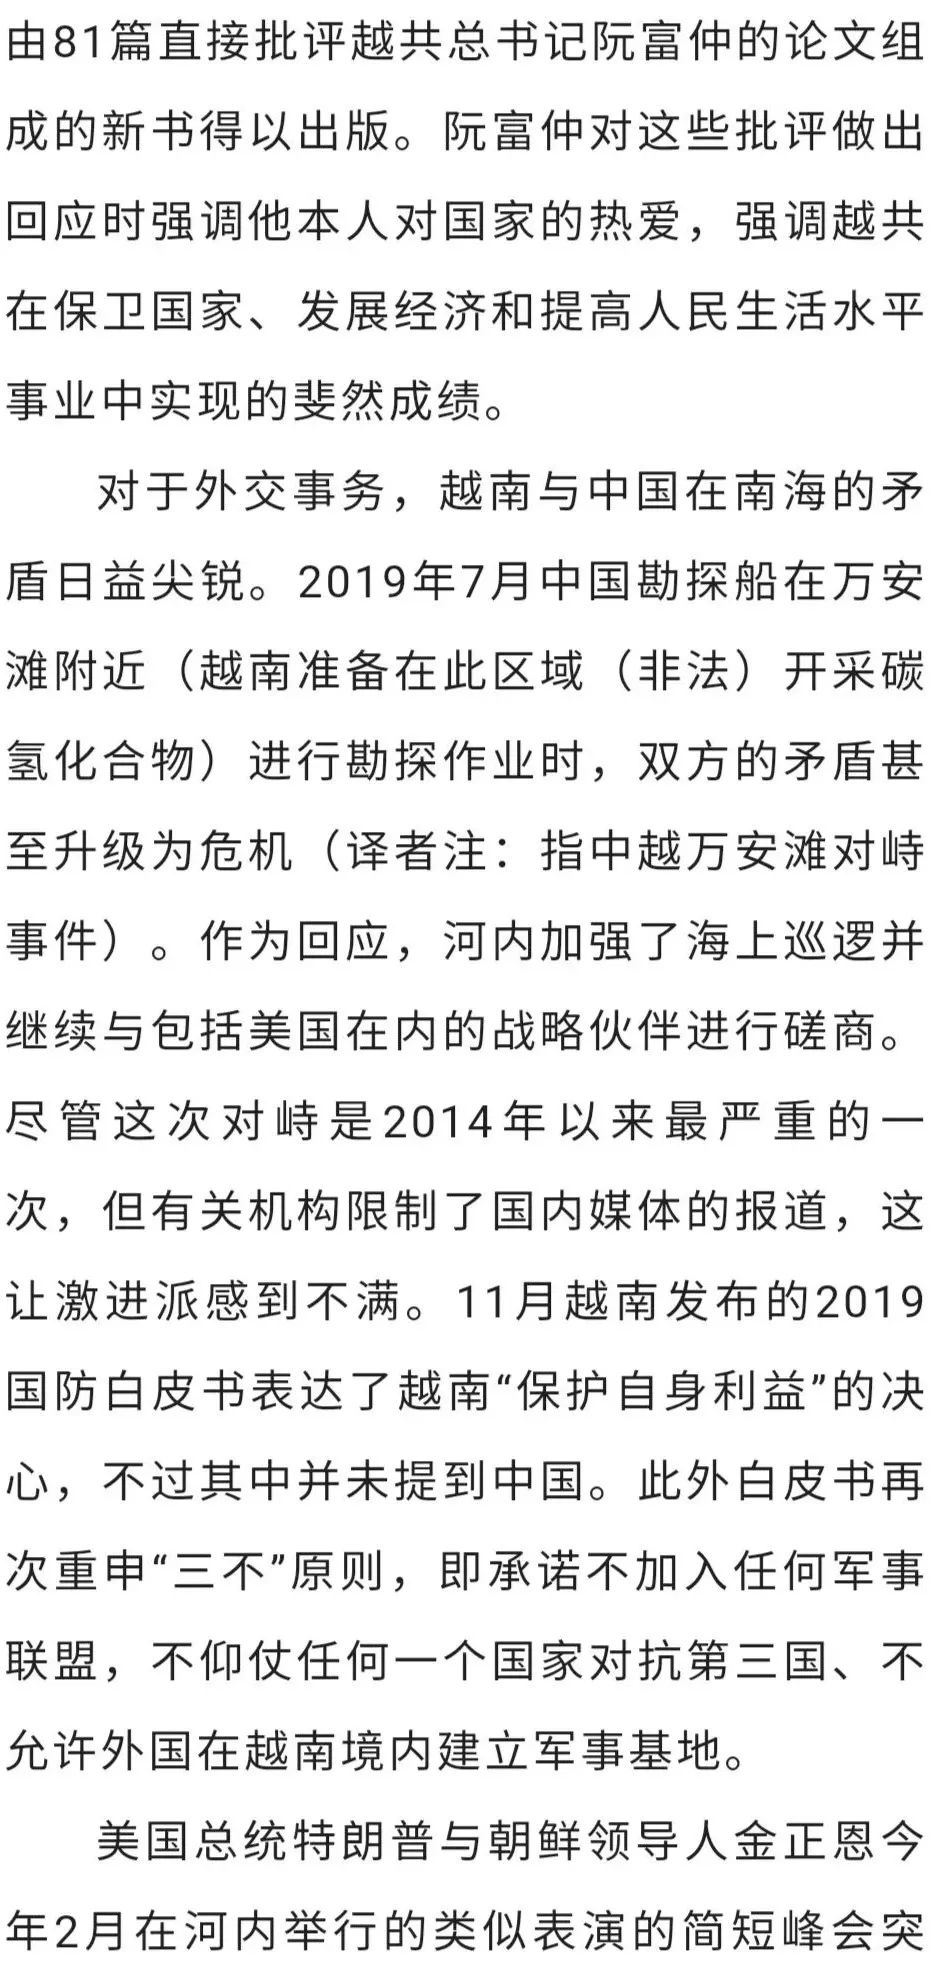 由81篇直接批评越共总书记阮富仲的论文组
成的新书得以出版。阮富仲对这些批评做出
回应时强调他本人对国家的热爱，强调越共
在保卫国家、发展经济和提高人民生活水平
事业中实现的斐然成绩。
对于外交事务，越南与中国在南海的矛
盾日益尖锐。2019年7月中国勘探船在万安
滩附近（越南准备在此区域（非法）开采碳
氢化合物）进行勘探作业时，双方的矛盾甚
至升级为危机（译者注：指中越万安滩对峙
事件）。作为回应，河内加强了海上巡逻并
继续与包括美国在内的战略伙伴进行磋商。
尽管这次对峙是2014年以来最严重的一
次，但有关机构限制了国内媒体的报道，这
让激进派感到不满。11月越南发布的2019
国防白皮书表达了越南“保护自身利益”的决
心，不过其中并未提到中国。此外白皮书再
次重申“三不”原则，即承诺不加入任何军事
联盟，不仰仗任何一个国家对抗第三国、不
允许外国在越南境内建立军事基地。
美国总统特朗普与朝鲜领导人金正恩今
年2月在河内举行的类似表演的简短峰会突